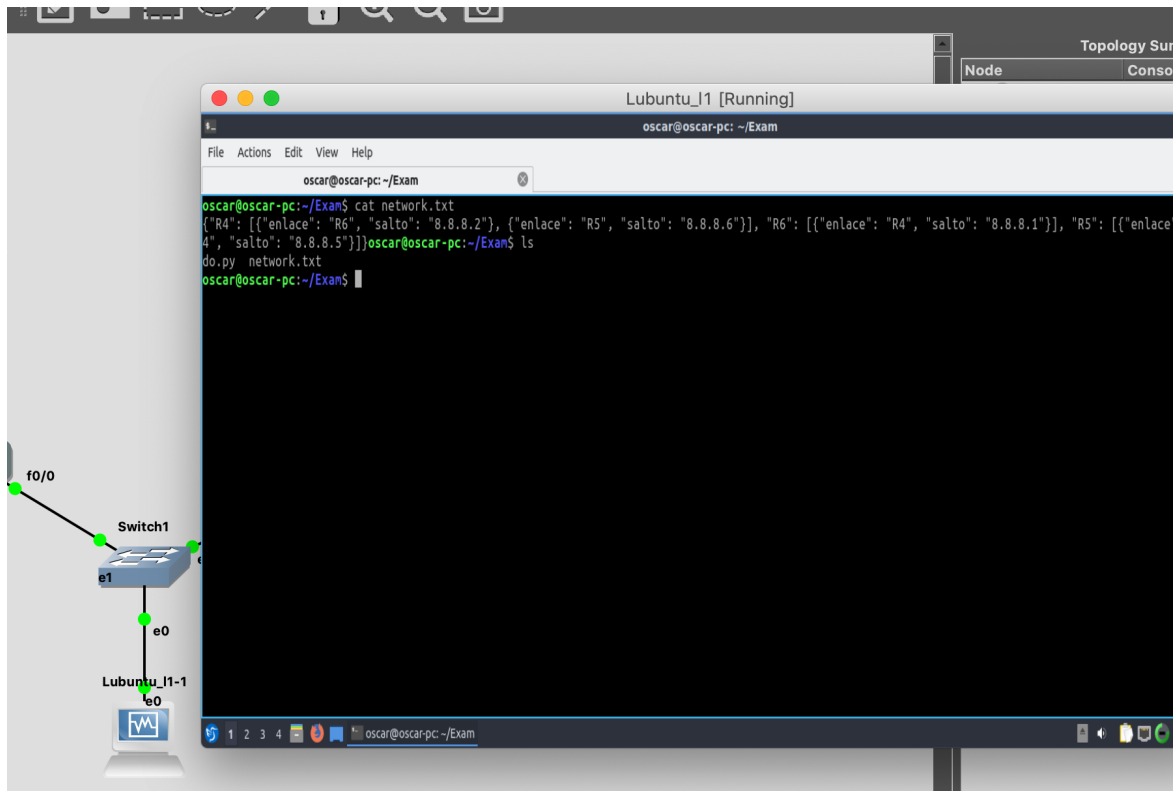 Topology Sur
Node Conso
Lubuntu_l1 [Running]
oscar@oscar-pc: ~/Exam
File Actions Edit View Help
oscar@oscar-pc: ~/Exam
oscar@oscar-pc:~/Exam$ cat network.txt
{"R4": [{"enlace": "R6", "salto": "8.8.8.2"}, {"enlace": "R5", "salto": "8.8.8.6"}], "R6": [{"enlace": "R4", "salto": "8.8.8.1"}], "R5": [{"enlace
4", "salto": "8.8.8.5"}]}oscar@oscar-pc:~/Exam$ ls
do.py network.txt
oscar@oscar-pc:~/Exam$
f0/0
Switch1
e1
e0
Lubuntu_l1-1
e0
1 2 3 4 oscar@oscar-pc: ~/Exam